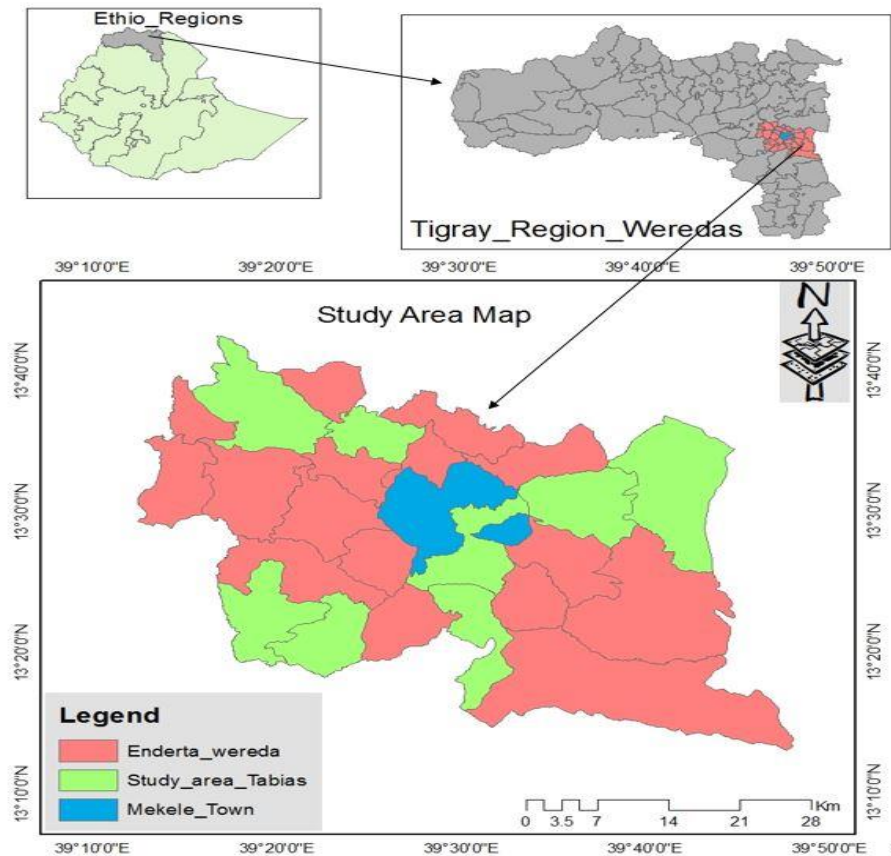 Ethio_Regions
Tigray_Region_Weredas
39°10'0"E 39°20'0"E 39°30'0"E 39°40'0"E 39°50'0"E
Study Area Map
N
13°40'0"N 13°40'0"N
13°30'0"N 13°30'0"N
13°20'0"N 13°20'0"N
13°10'0"N 13°10'0"N
Legend
Enderta_wereda
Study_area_Tabias
Mekele_Town
Km
0 3.5 7 14 21 28
39°10'0"E 39°20'0"E 39°30'0"E 39°40'0"E 39°50'0"E